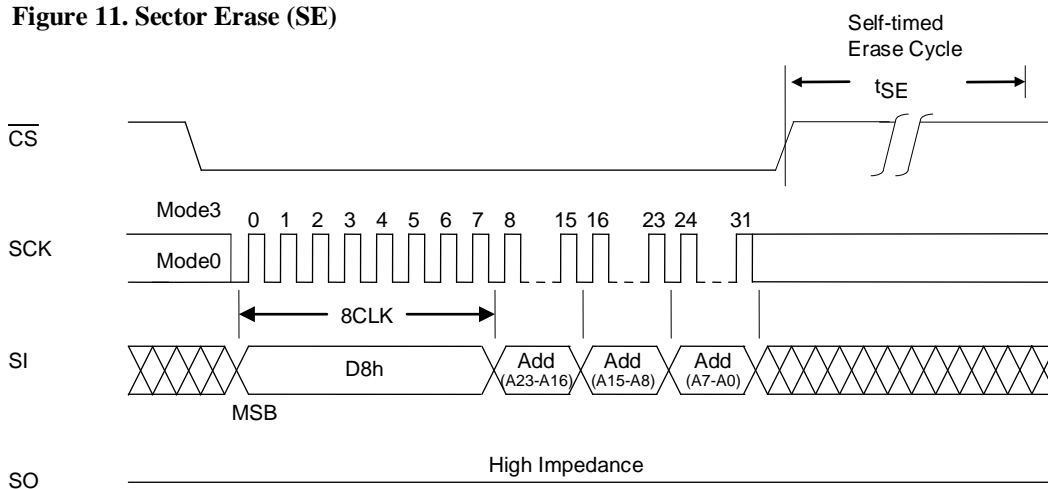 Figure 11. Sector Erase (SE)
Self-timed
Erase Cycle
tSE
CS
Mode3
0 1 2 3 4 5 6 7 8 15 16 23 24 31
SCK
Mode0
8CLK
SI
D8h
Add
(A23-A16)
Add
(A15-A8)
Add
(A7-A0)
MSB
High Impedance
SO